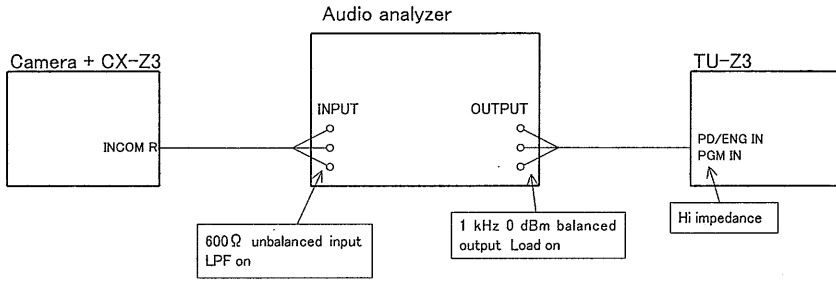 Audio analyzer
Camera + CX-Z3
TU-Z3
INPUT
OUTPUT
INCOM R
PD/ENG IN
PGM IN
600Ω unbalanced input
LPF on
1 kHz 0 dBm balanced
output Load on
Hi impedance